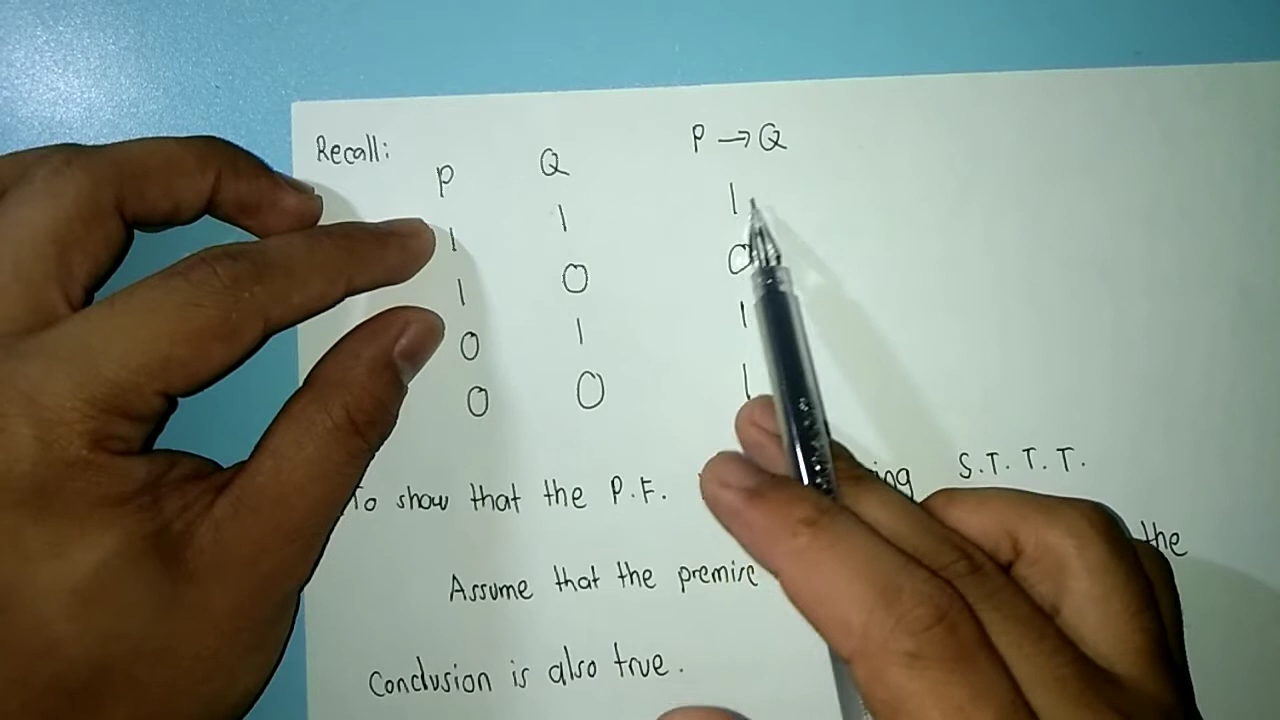 Recall:
P Q P → Q
1 1 1
1 0 0
0 1 1
0 0 1
To show that the P.F. S.T.T.T.
Assume that the premise the
Conclusion is also true.